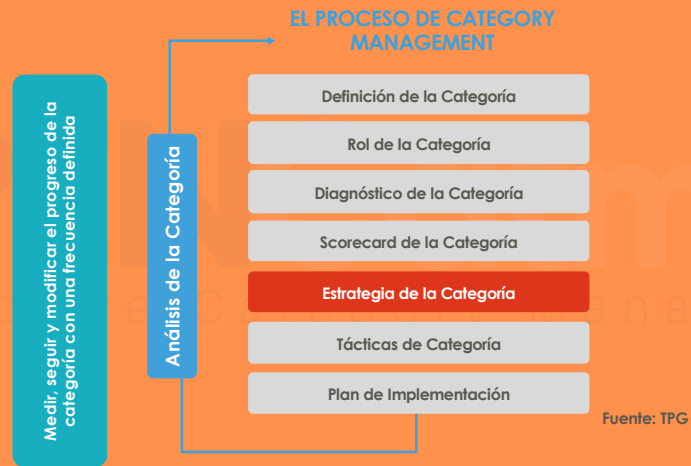 EL PROCESO DE CATEGORY
MANAGEMENT
Medir, seguir y modificar el progreso de la
categoría con una frecuencia definida
Análisis de la Categoría
Definición de la Categoría
Rol de la Categoría
Diagnóstico de la Categoría
Scorecard de la Categoría
Estrategia de la Categoría
Tácticas de Categoría
Plan de Implementación
Fuente: TPG